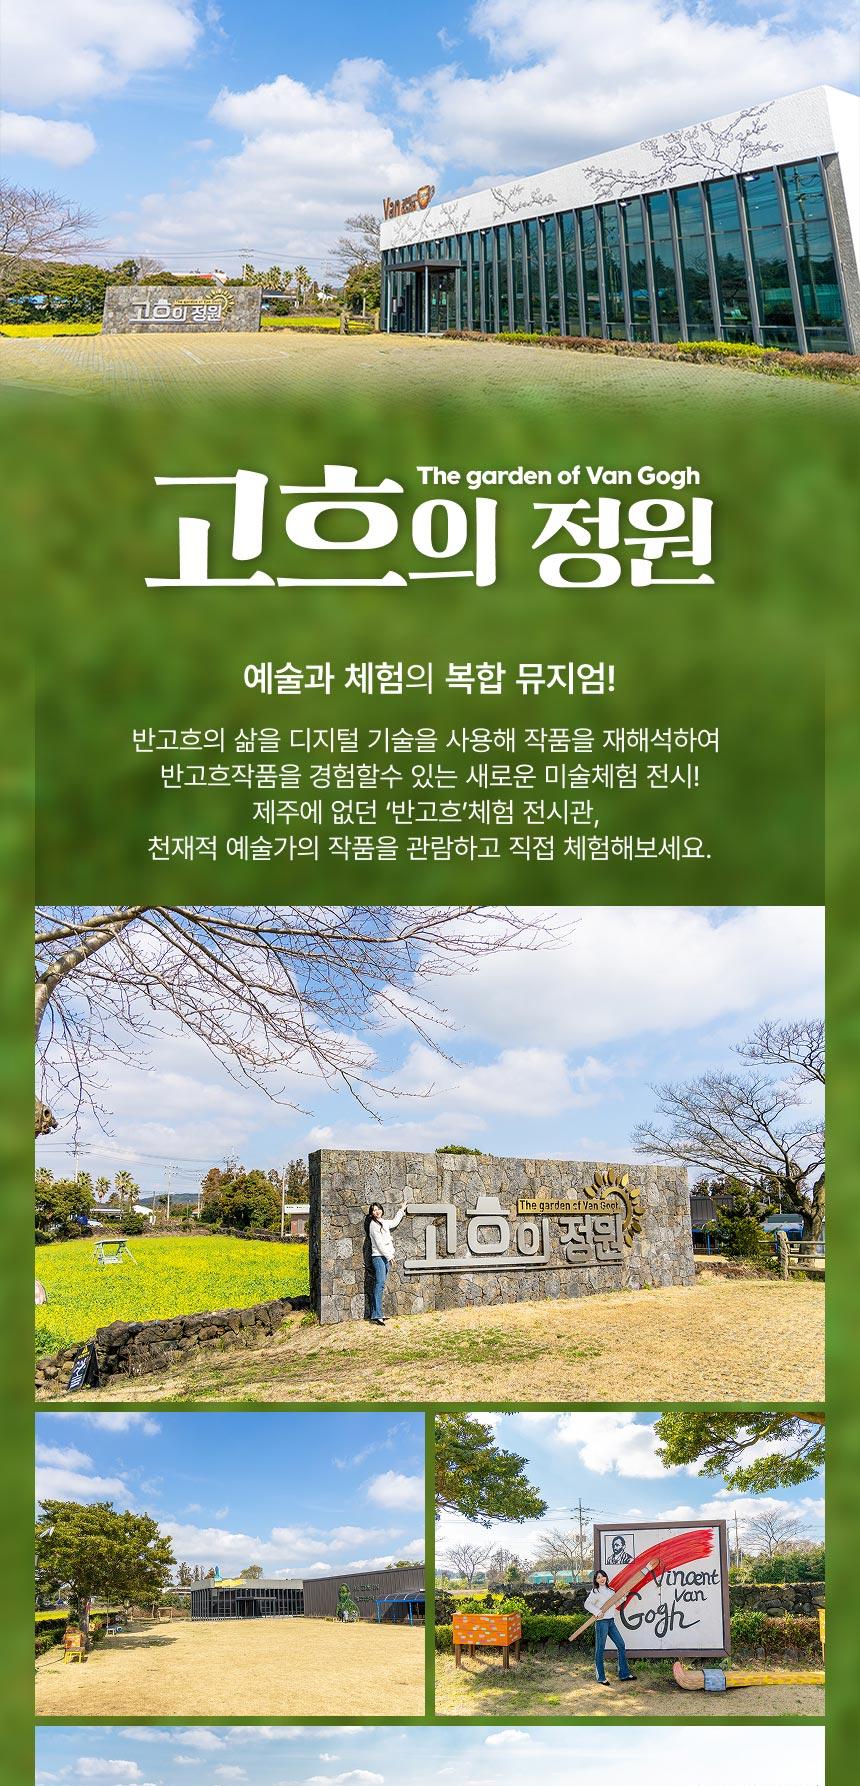 Van
The garden of Van Gogh
고흐의 정원
The garden of Van Gogh
고흐의 정원
예술과 체험의 복합 뮤지엄!
반고흐의 삶을 디지털 기술을 사용해 작품을 재해석하여
반고흐작품을 경험할수 있는 새로운 미술체험 전시!
제주에 없던 ‘반고흐’체험 전시관,
천재적 예술가의 작품을 관람하고 직접 체험해보세요.
The garden of Van Gogh
고흐의 정원
Vincent
Van
Gogh